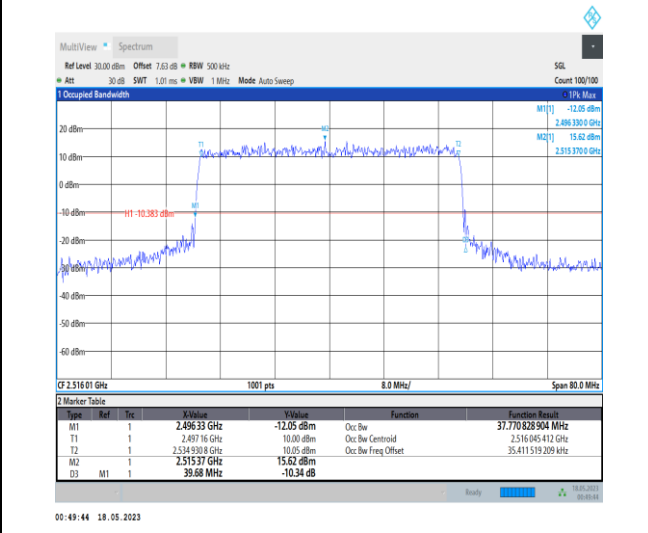 MultiView Spectrum
Ref Level 30.00 dBm Offset 7.63 dB RBW 500 kHz SGL
Att 30 dB SWT 1.01 ms VBW 1 MHz Mode Auto Sweep Count 100/100
1 Occupied Bandwidth 1Pk Max
M1[1] -12.05 dBm
2.496 330 0 GHz
M2[1] 15.62 dBm
2.515 370 0 GHz
20 dBm
10 dBm
0 dBm
-10 dBm
-20 dBm
-30 dBm
-40 dBm
-50 dBm
-60 dBm
T1
M2
T2
M1
H1 -10.383 dBm
CF 2.516 01 GHz 1001 pts 8.0 MHz/ Span 80.0 MHz
2 Marker Table
Type Ref Trc X-Value Y-Value Function Function Result
M1 1 2.496 33 GHz -12.05 dBm Occ Bw 37.770 828 904 MHz
T1 1 2.497 16 GHz 10.00 dBm Occ Bw Centroid 2.516 045 412 GHz
T2 1 2.534 930 8 GHz 10.05 dBm Occ Bw Freq Offset 35.411 519 209 kHz
M2 1 2.515 37 GHz 15.62 dBm
D3 M1 1 39.68 MHz -10.34 dB
Ready 18.05.2023
00:49:44
00:49:44 18.05.2023